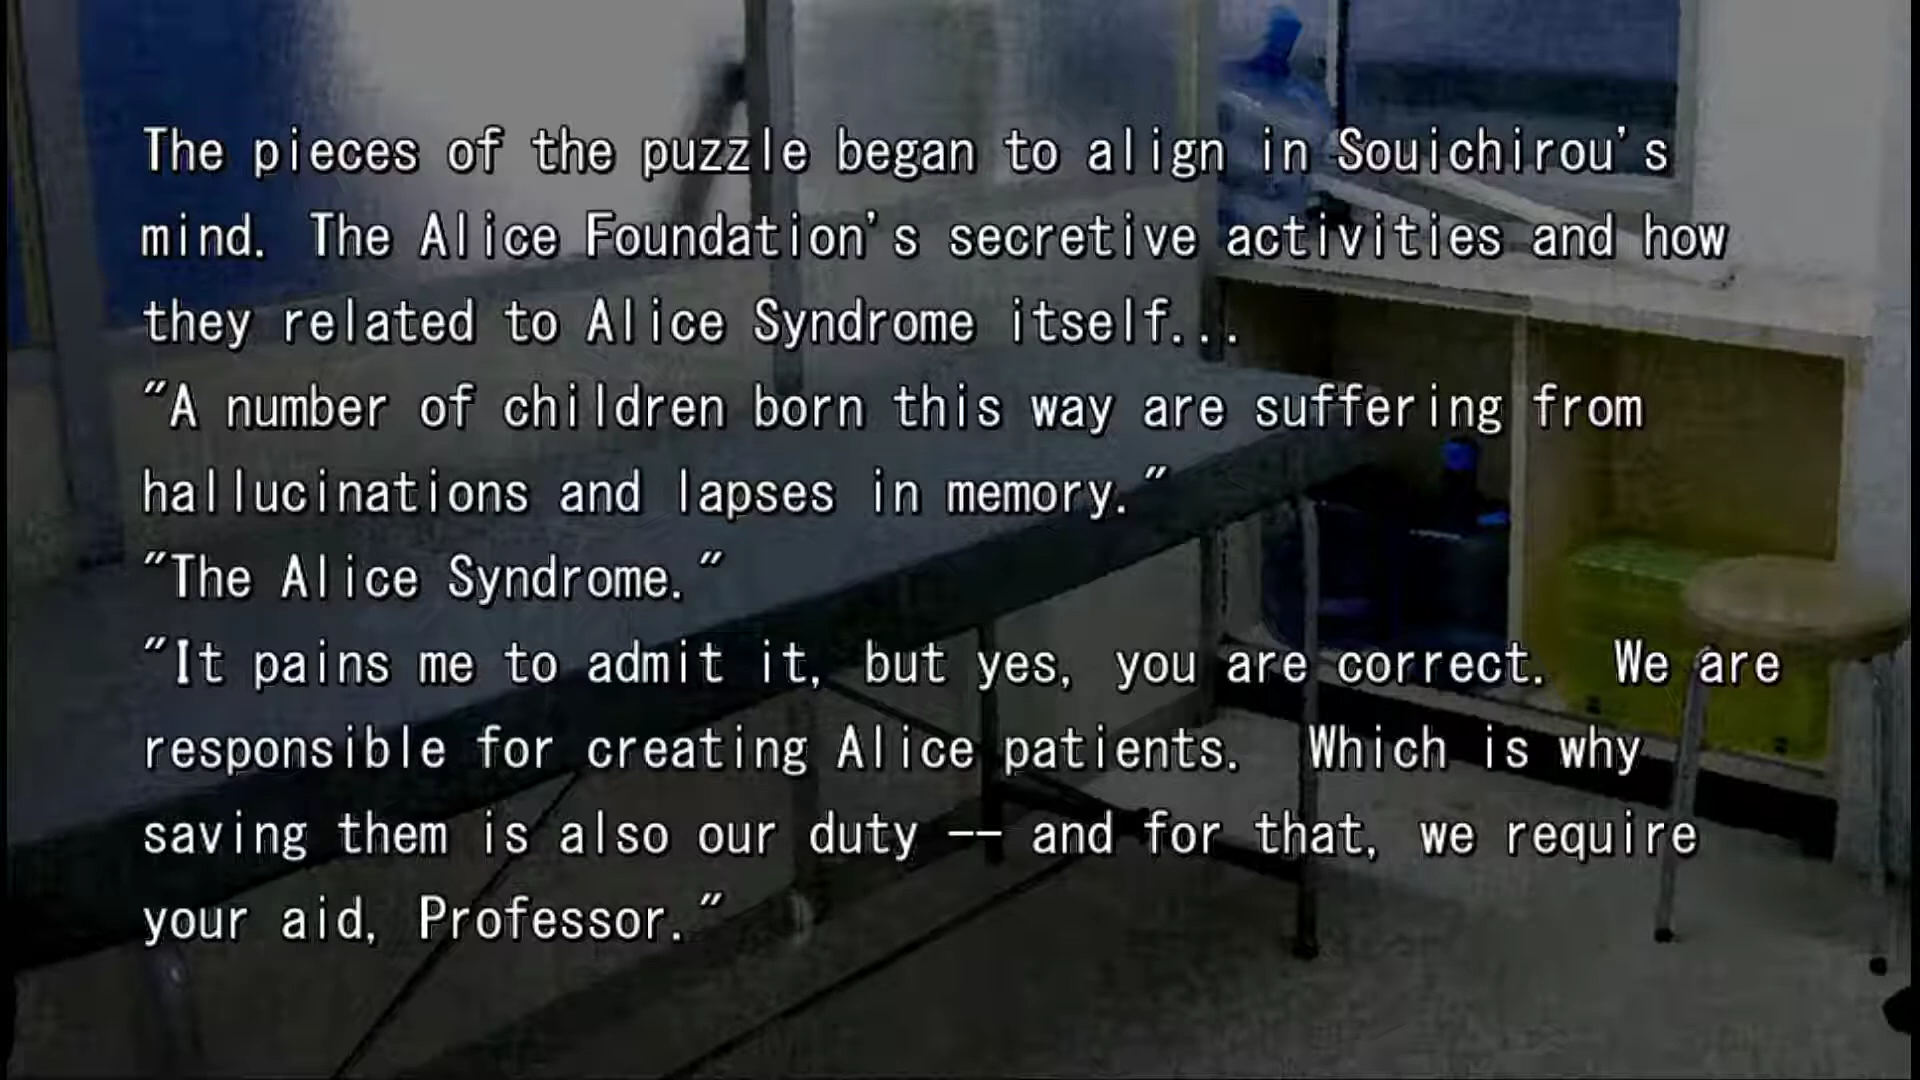 The pieces of the puzzle began to align in Souichirou's
mind. The Alice Foundation's secretive activities and how
they related to Alice Syndrome itself...
"A number of children born this way are suffering from
hallucinations and lapses in memory."
"The Alice Syndrome."
"It pains me to admit it, but yes, you are correct.  We are
responsible for creating Alice patients.  Which is why
saving them is also our duty -- and for that, we require
your aid, Professor."